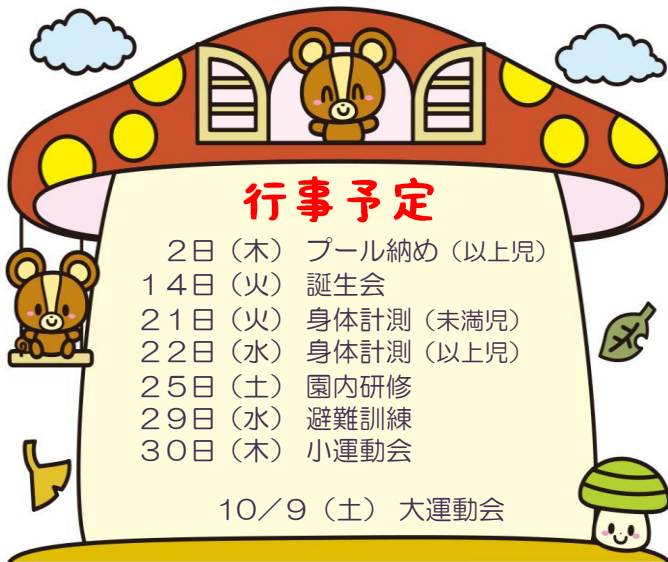 行事予定
２日（木） プール納め（以上児）
１４日（火） 誕生会
２１日（火） 身体計測（未満児）
２２日（水） 身体計測（以上児）
２５日（土） 園内研修
２９日（水） 避難訓練
３０日（木） 小運動会
１０／９（土） 大運動会